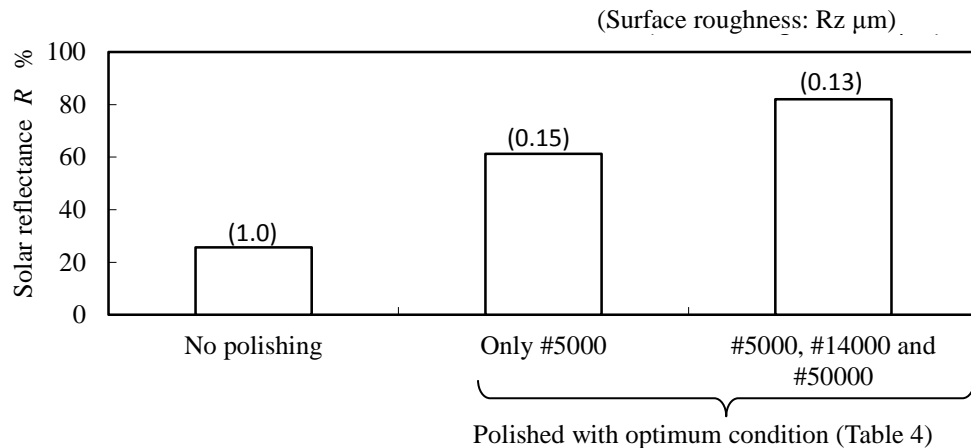 (Surface roughness: Rz μm)
Solar reflectance R %
100
80
60
40
20
0
(1.0)
(0.15)
(0.13)
No polishing
Only #5000
#5000, #14000 and
#50000
Polished with optimum condition (Table 4)